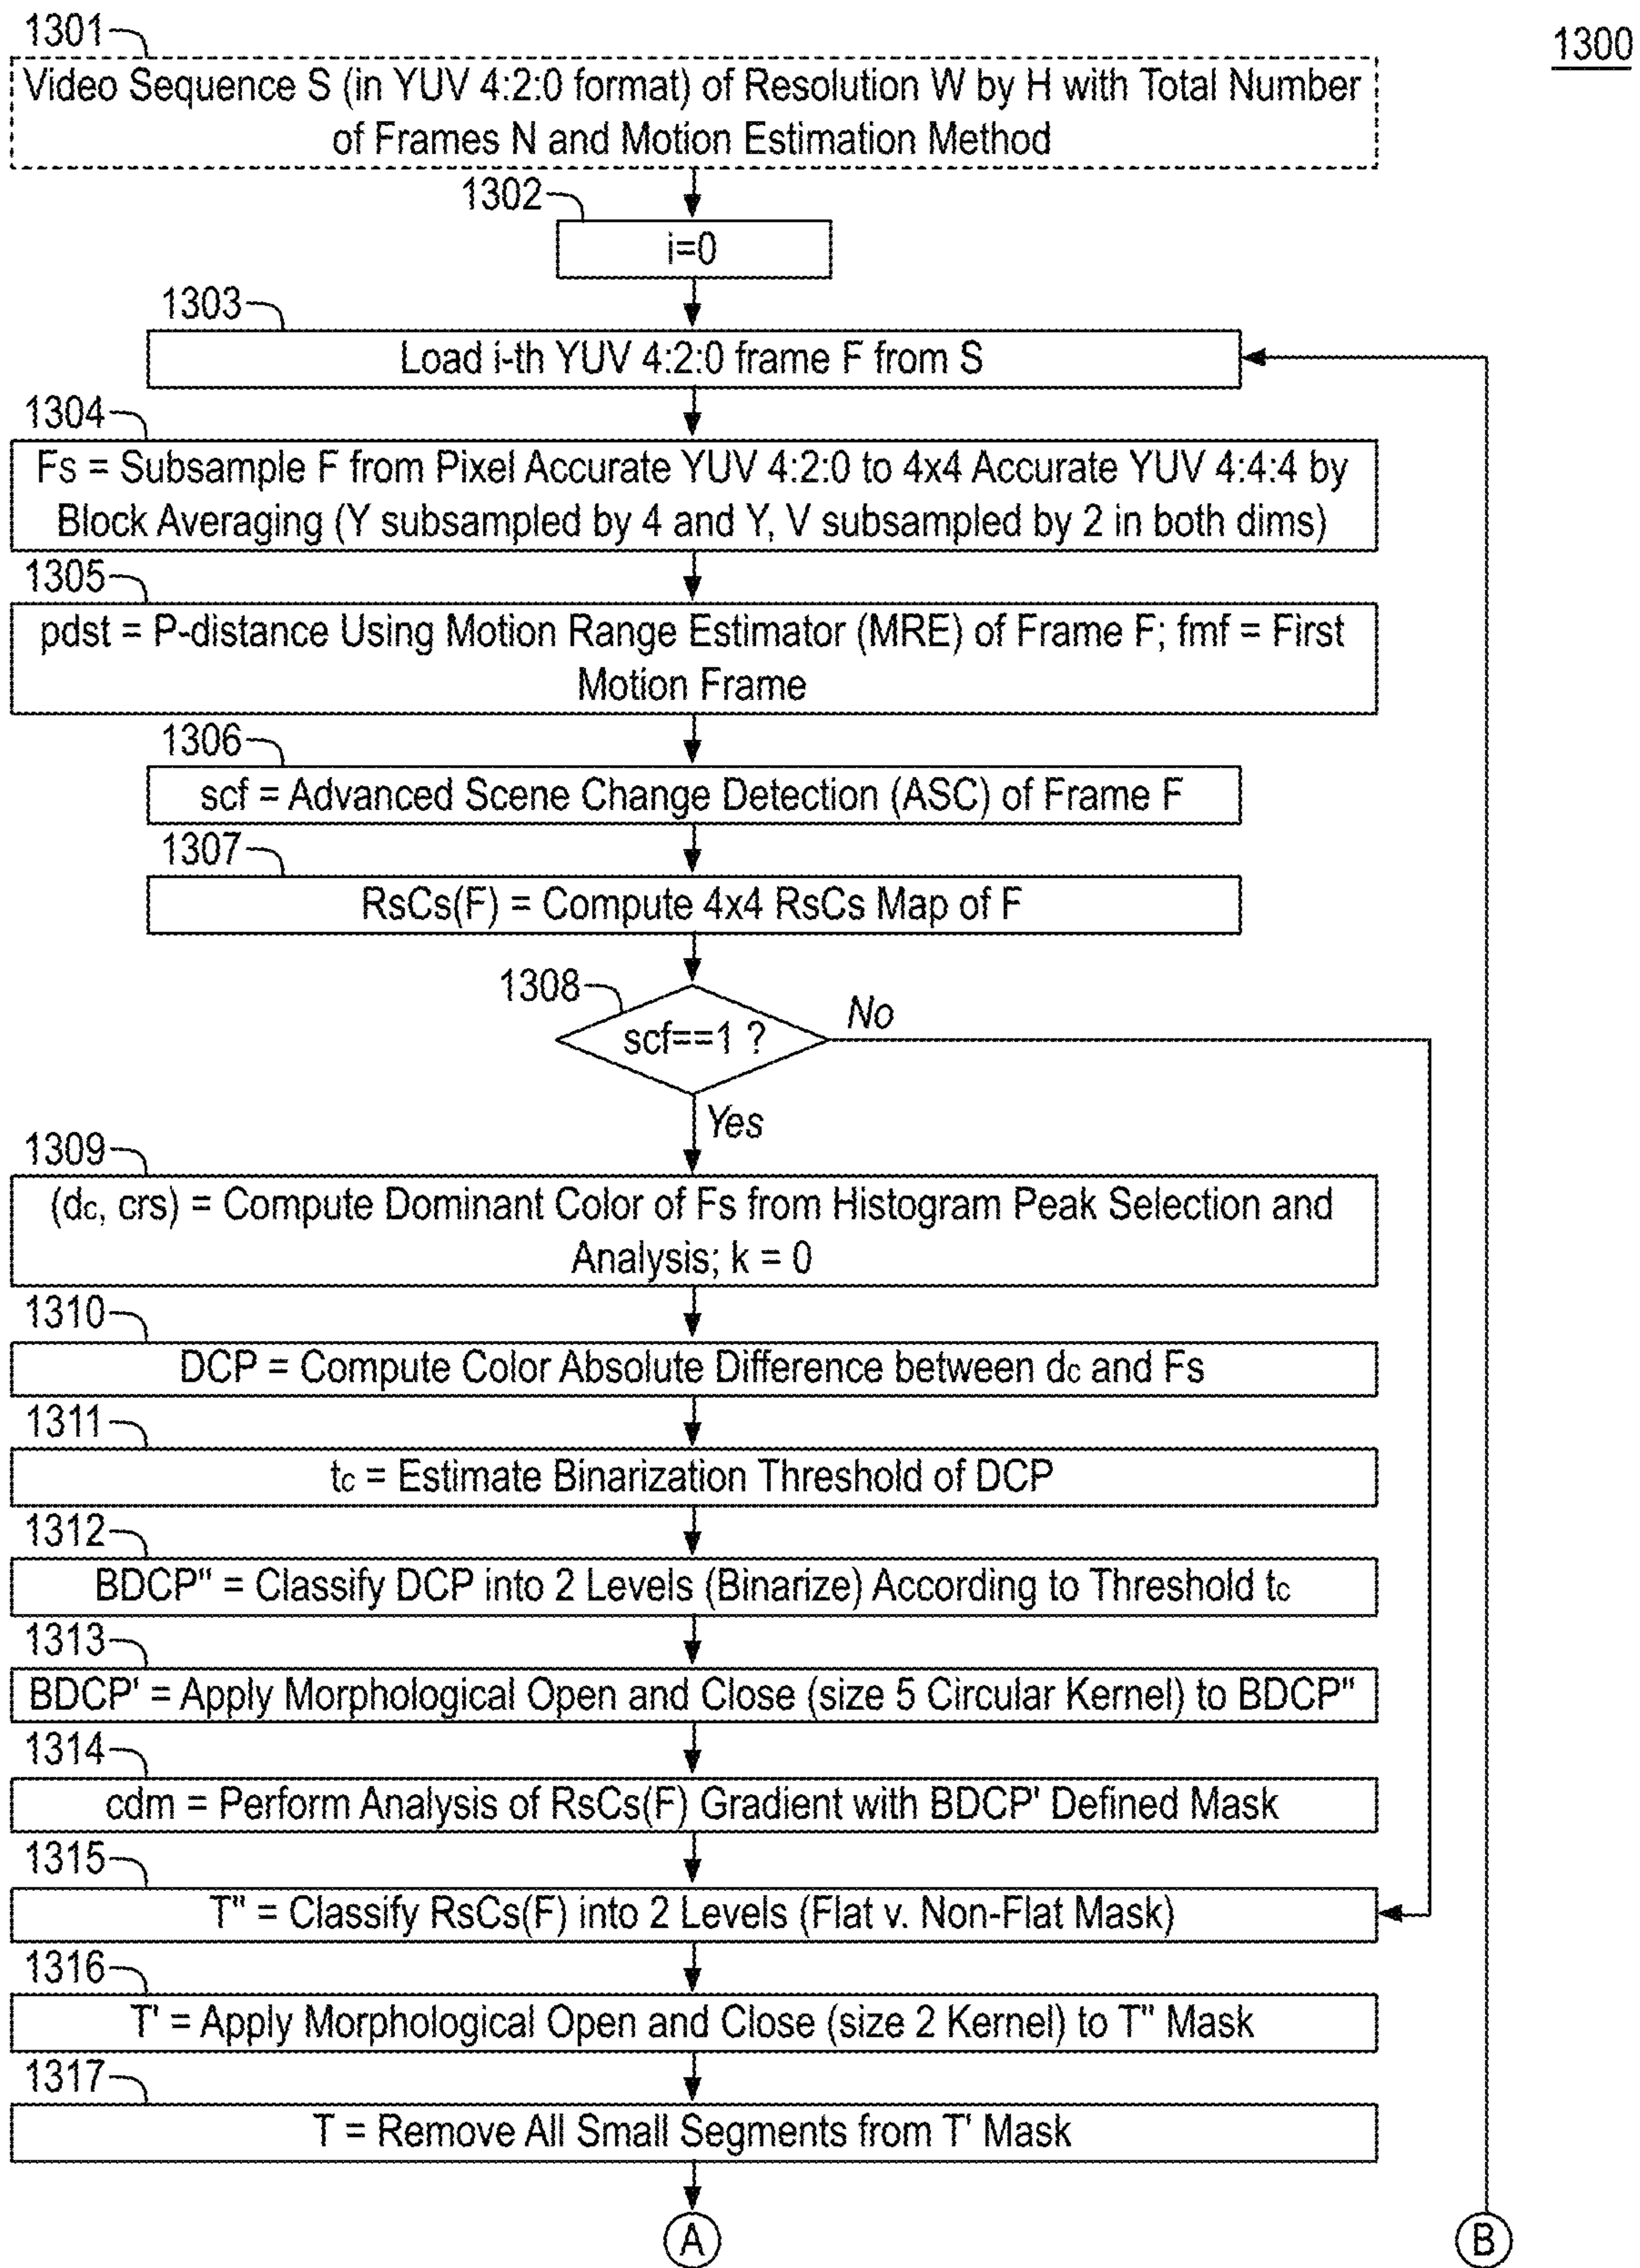 1300
1301
Video Sequence S (in YUV 4:2:0 format) of Resolution W by H with Total Number
of Frames N and Motion Estimation Method
1302
i=0
1303
Load i-th YUV 4:2:0 frame F from S
1304
Fs = Subsample F from Pixel Accurate YUV 4:2:0 to 4x4 Accurate YUV 4:4:4 by
Block Averaging (Y subsampled by 4 and Y, V subsampled by 2 in both dims)
1305
pdst = P-distance Using Motion Range Estimator (MRE) of Frame F; fmf = First
Motion Frame
1306
scf = Advanced Scene Change Detection (ASC) of Frame F
1307
RsCs(F) = Compute 4x4 RsCs Map of F
1308
scf==1 ?
No
Yes
1309
(dc, crs) = Compute Dominant Color of Fs from Histogram Peak Selection and
Analysis; k = 0
1310
DCP = Compute Color Absolute Difference between dc and Fs
1311
tc = Estimate Binarization Threshold of DCP
1312
BDCP" = Classify DCP into 2 Levels (Binarize) According to Threshold tc
1313
BDCP' = Apply Morphological Open and Close (size 5 Circular Kernel) to BDCP"
1314
cdm = Perform Analysis of RsCs(F) Gradient with BDCP' Defined Mask
1315
T" = Classify RsCs(F) into 2 Levels (Flat v. Non-Flat Mask)
1316
T' = Apply Morphological Open and Close (size 2 Kernel) to T" Mask
1317
T = Remove All Small Segments from T' Mask
A
B